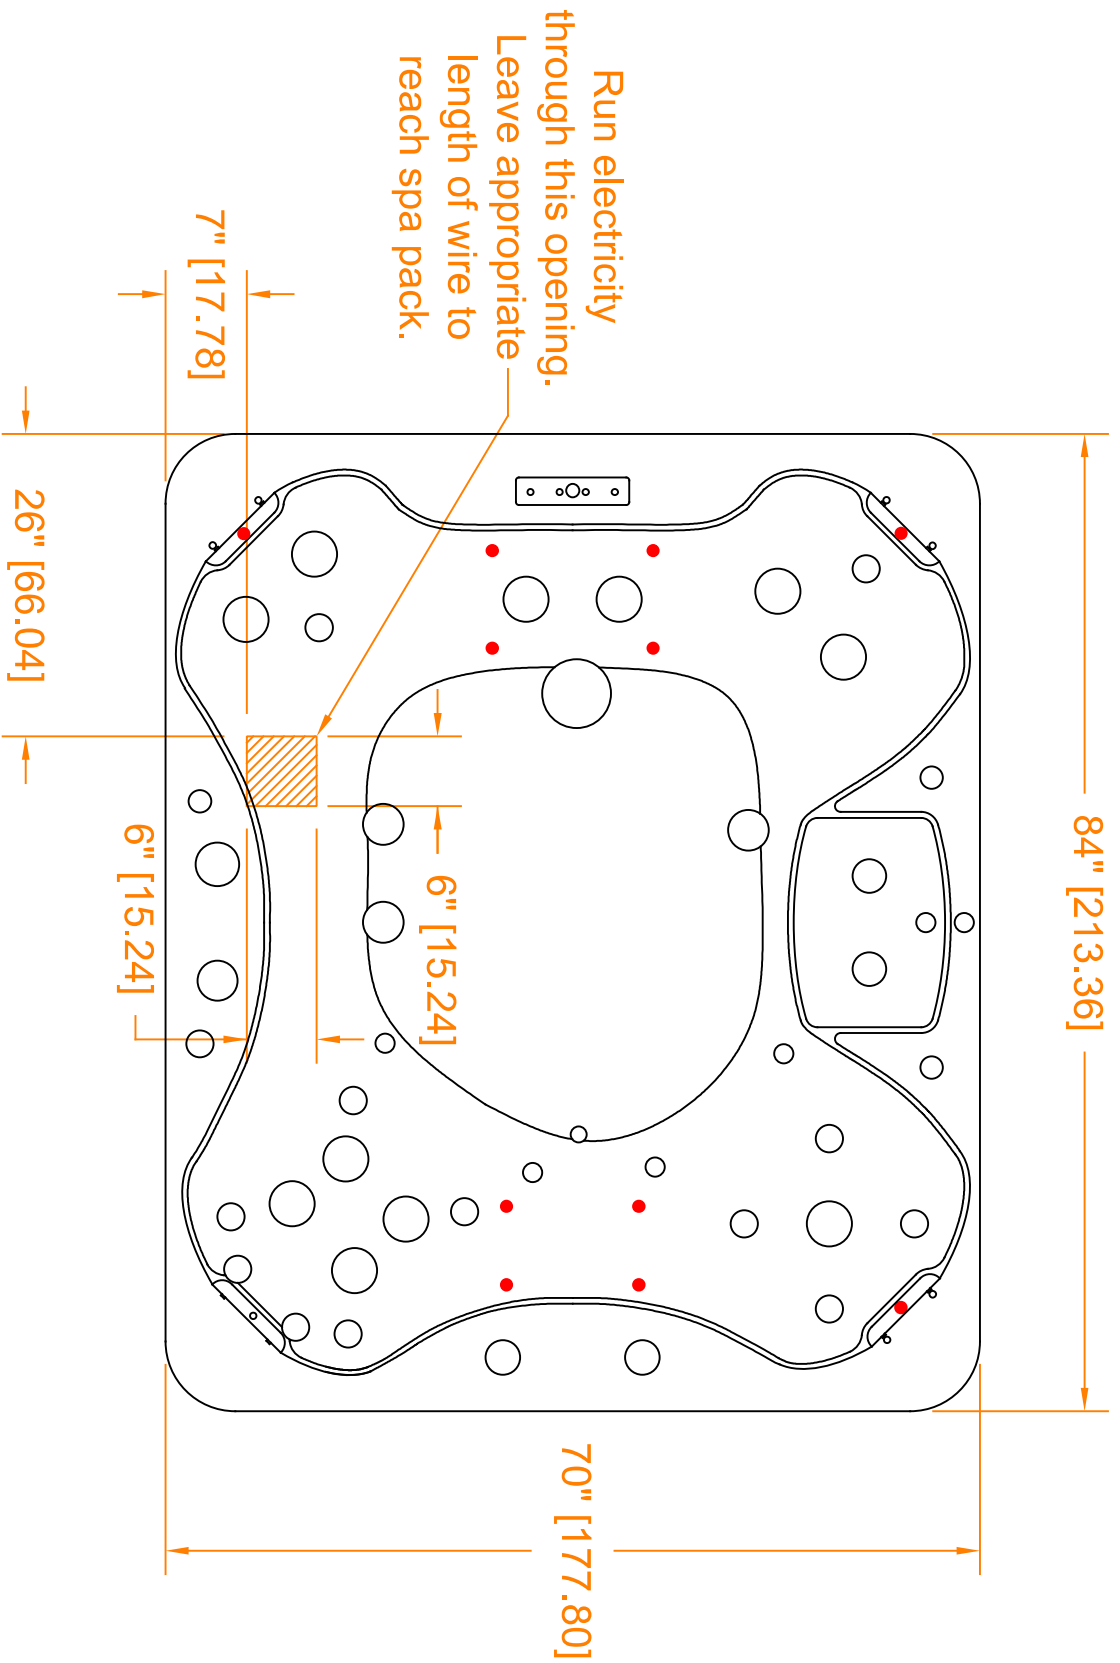 Run electricity
through this opening.
Leave appropriate
length of wire to
reach spa pack.
84" [213.36]
7" [17.78]
6" [15.24]
6" [15.24]
26" [66.04]
70" [177.80]